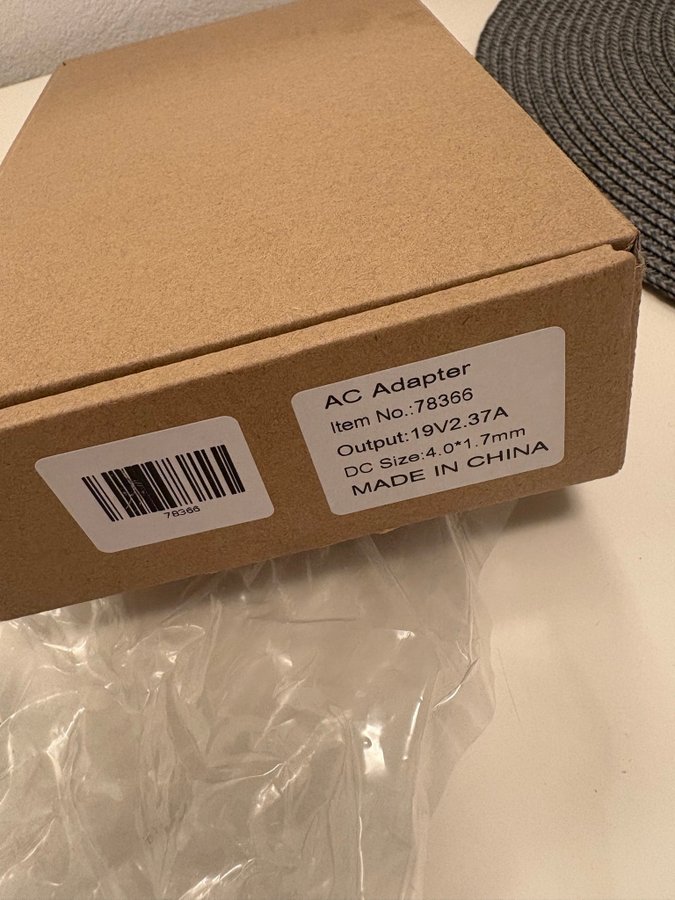 AC Adapter
Item No.:78366
Output:19V2.37A
DC Size:4.0*1.7mm
MADE IN CHINA
78366